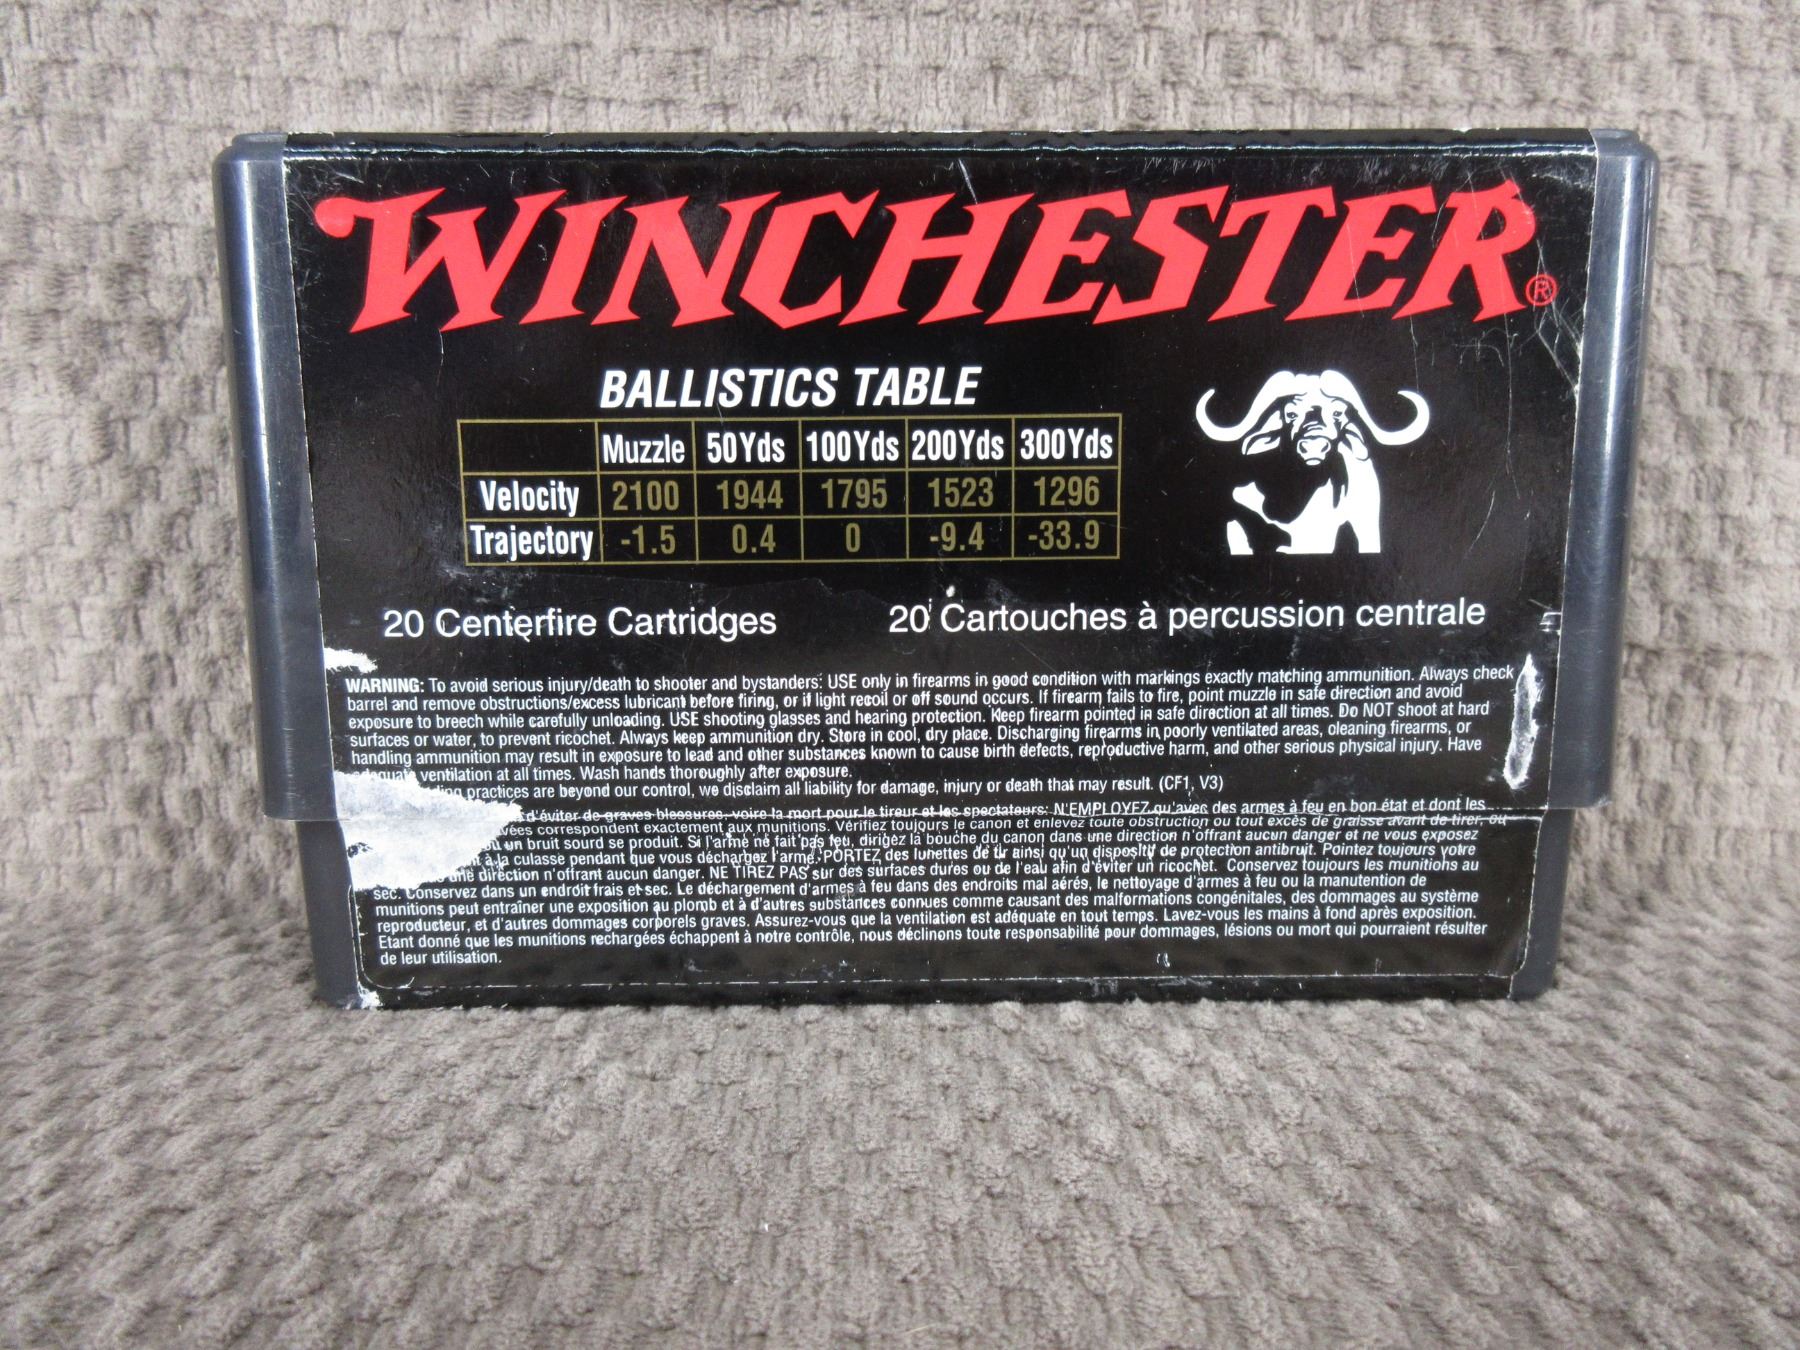 WINCHESTER®
BALLISTICS TABLE
Muzzle 50Yds 100Yds 200Yds 300Yds
Velocity 2100 1944 1795 1523 1296
Trajectory -1.5 0.4 0 -9.4 -33.9
20 Centerfire Cartridges 20 Cartouches à percussion centrale
WARNING: To avoid serious injury/death to shooter and bystanders: USE only in firearms in good condition with markings exactly matching ammunition. Always check
barrel and remove obstructions/excess lubricant before firing, or if light recoil or off sound occurs. If firearm fails to fire, point muzzle in safe direction and avoid
exposure to breech while carefully unloading. USE shooting glasses and hearing protection. Keep firearm pointed in safe direction at all times. Do NOT shoot at hard
surfaces or water, to prevent ricochet. Always keep ammunition dry. Store in cool, dry place. Discharging firearms in poorly ventilated areas, cleaning firearms, or
handling ammunition may result in exposure to lead and other substances known to cause birth defects, reproductive harm, and other serious physical injury. Have
adequate ventilation at all times. Wash hands thoroughly after exposure.
practices are beyond our control, we disclaim all liability for damage, injury or death that may result. (CF1, V3)
d'éviter de graves blessures, voire la mort pour le tireur et les spectateurs: N'EMPLOYEZ qu'avec des armes à feu en bon état et dont les
correspondent exactement aux munitions. Vérifiez toujours le canon et enlevez toute obstruction ou tout excès de graisse avant de tirer, ou
un bruit sourd se produit. Si l'arme ne fait pas feu, dirigez la bouche du canon dans une direction n'offrant aucun danger et ne vous exposez
à la culasse pendant que vous déchargez l'arme. PORTEZ des lunettes de tir ainsi qu'un dispositif de protection antibruit. Pointez toujours votre
une direction n'offrant aucun danger. NE TIREZ PAS sur des surfaces dures ou de l'eau afin d'éviter un ricochet. Conservez toujours les munitions au
sec. Conservez dans un endroit frais et sec. Le déchargement d'armes à feu dans des endroits mal aérés, le nettoyage d'armes à feu ou la manutention de
munitions peut entraîner une exposition au plomb et à d'autres substances connues comme causant des malformations congénitales, des dommages au système
reproducteur, et d'autres dommages corporels graves. Assurez-vous que la ventilation est adéquate en tout temps. Lavez-vous les mains à fond après exposition.
Etant donné que les munitions rechargées échappent à notre contrôle, nous déclinons toute responsabilité pour dommages, lésions ou mort qui pourraient résulter
de leur utilisation.